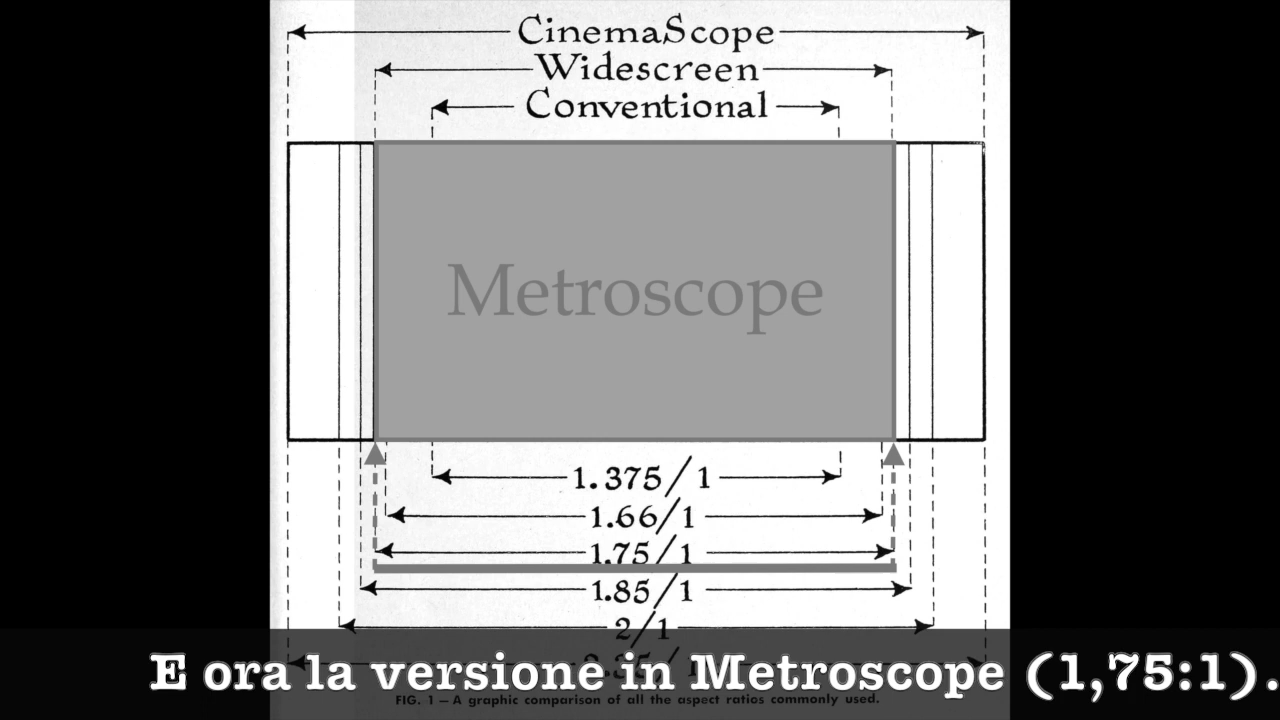 CinemaScope
Widescreen
Conventional
Metroscope
1.375/1
1.66/1
1.75/1
1.85/1
2/1
E ora la versione in Metroscope (1,75:1).
FIG. 1 — A graphic comparison of all the aspect ratios commonly used.